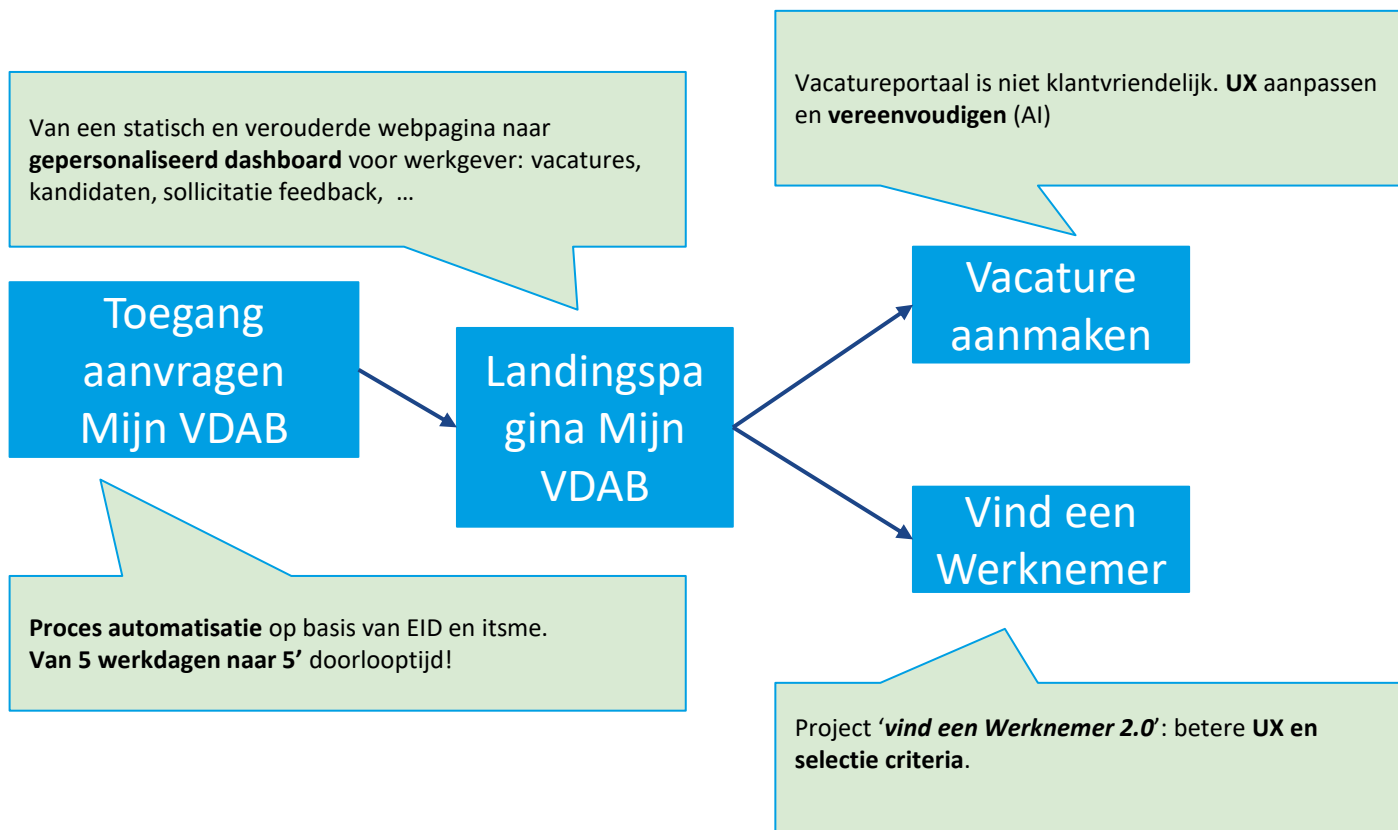 Vacatureportaal is niet klantvriendelijk. UX aanpassen
en vereenvoudigen (AI)
Van een statisch en verouderde webpagina naar
gepersonaliseerd dashboard voor werkgever: vacatures,
kandidaten, sollicitatie feedback, ...
Toegang
aanvragen
Mijn VDAB
Landingspa
gina Mijn
VDAB
Vacature
aanmaken
Vind een
Werknemer
Proces automatisatie op basis van EID en itsme.
Van 5 werkdagen naar 5’ doorlooptijd!
Project ‘vind een Werknemer 2.0’: betere UX en
selectie criteria.